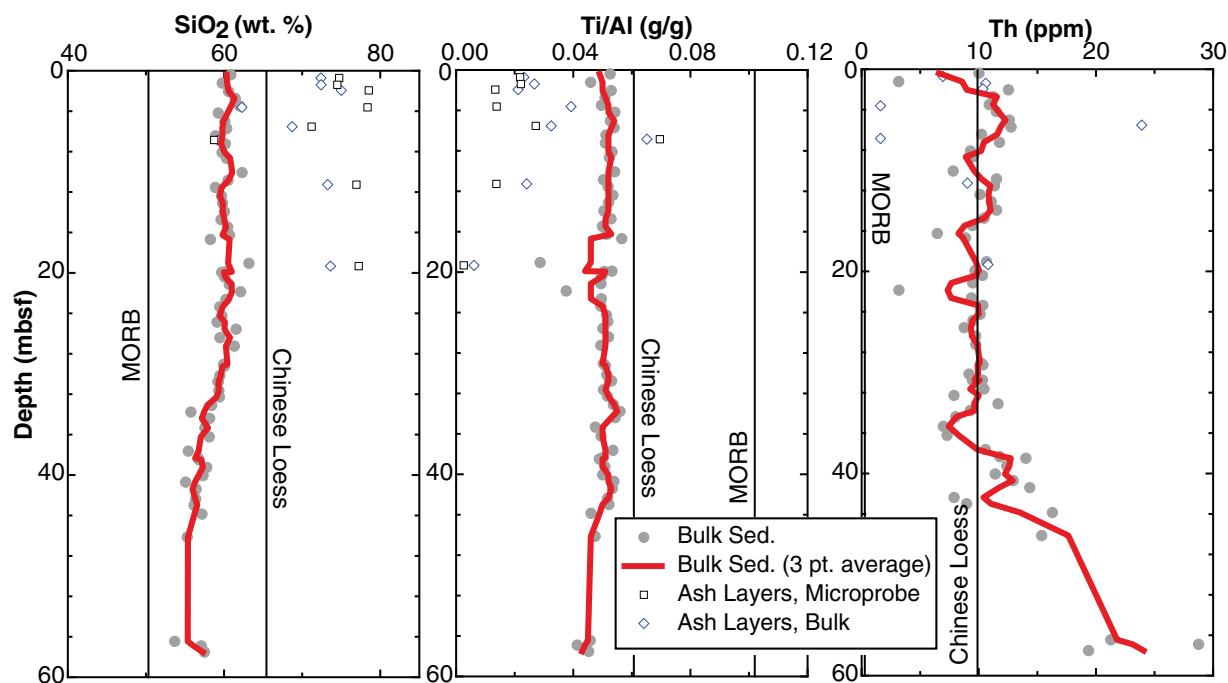 SiO2 (wt. %)
Ti/Al (g/g)
Th (ppm)
40 60 80
0.00 0.04 0.08 0.12
0 10 20 30
0
20
40
60
0
20
40
60
0
20
40
60
Depth (mbsf)
MORB
Chinese Loess
Chinese Loess
MORB
MORB
Chinese Loess
Bulk Sed.
Bulk Sed. (3 pt. average)
Ash Layers, Microprobe
Ash Layers, Bulk